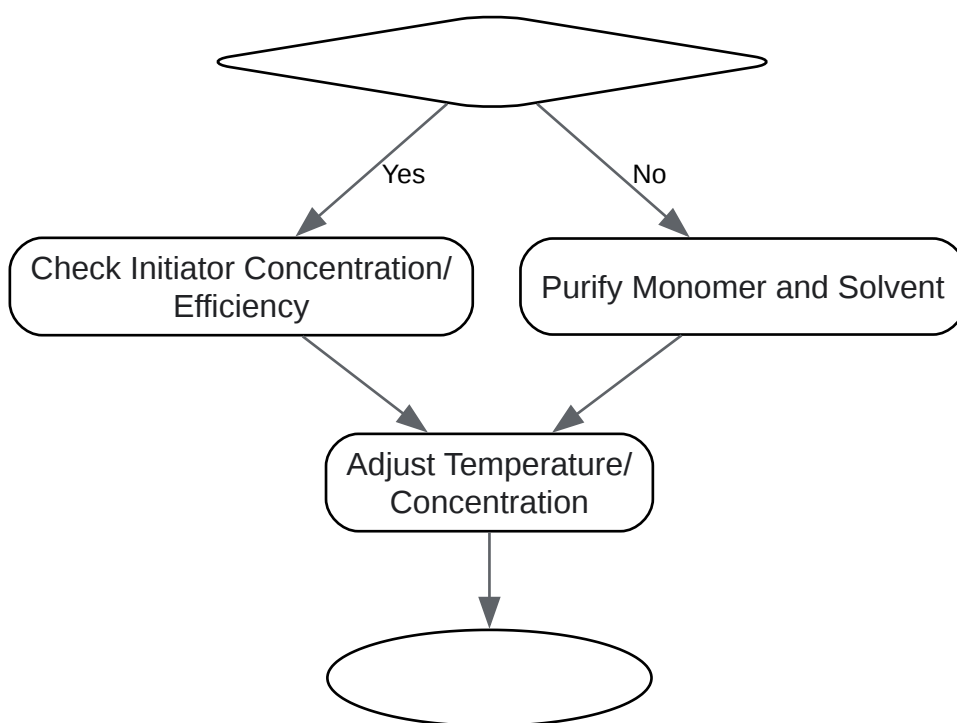 Yes
No
Check Initiator Concentration/
Efficiency
Purify Monomer and Solvent
Adjust Temperature/
Concentration